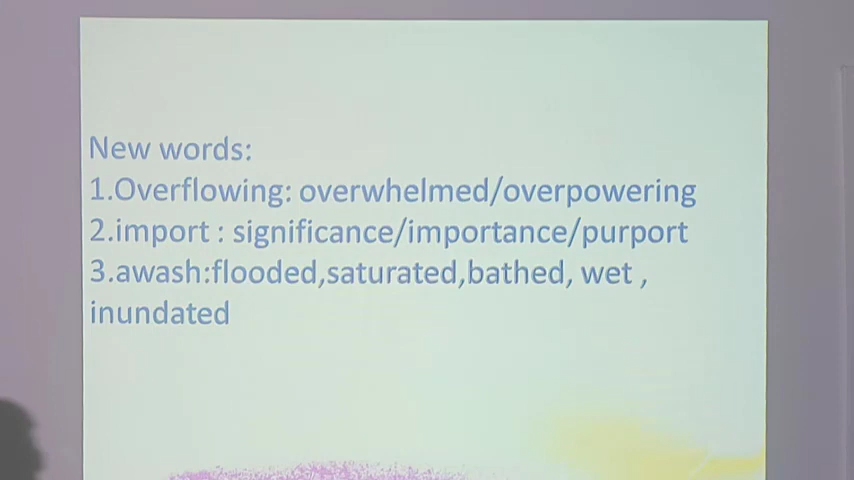 New words:
1.Overflowing: overwhelmed/overpowering
2.import : significance/importance/purport
3.awash:flooded,saturated,bathed, wet ,
inundated